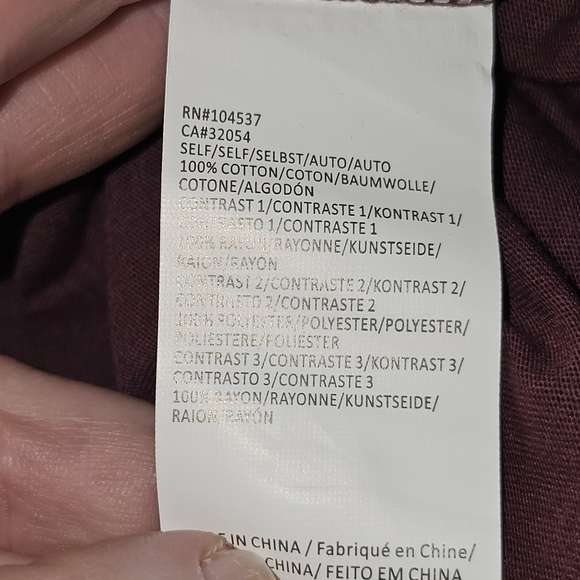 RN#104537
CA#32054
SELF/SELF/SELBST/AUTO/AUTO
100% COTTON/COTON/BAUMWOLLE/
COTONE/ALGODÓN
CONTRAST 1/CONTRASTE 1/KONTRAST 1/
CONTRASTO 1/CONTRASTE 1
100% RAYON/RAYONNE/KUNSTSEIDE/
RAION/RAYON
CONTRAST 2/CONTRASTE 2/KONTRAST 2/
CONTRASTO 2/CONTRASTE 2
100% POLYESTER/POLYESTER/POLYESTER/
POLIESTERE/POLIESTER
CONTRAST 3/CONTRASTE 3/KONTRAST 3/
CONTRASTO 3/CONTRASTE 3
100% RAYON/RAYONNE/KUNSTSEIDE/
RAION/RAYÓN
IN CHINA / Fabriqué en Chine/
CHINA/ FEITO EM CHINA